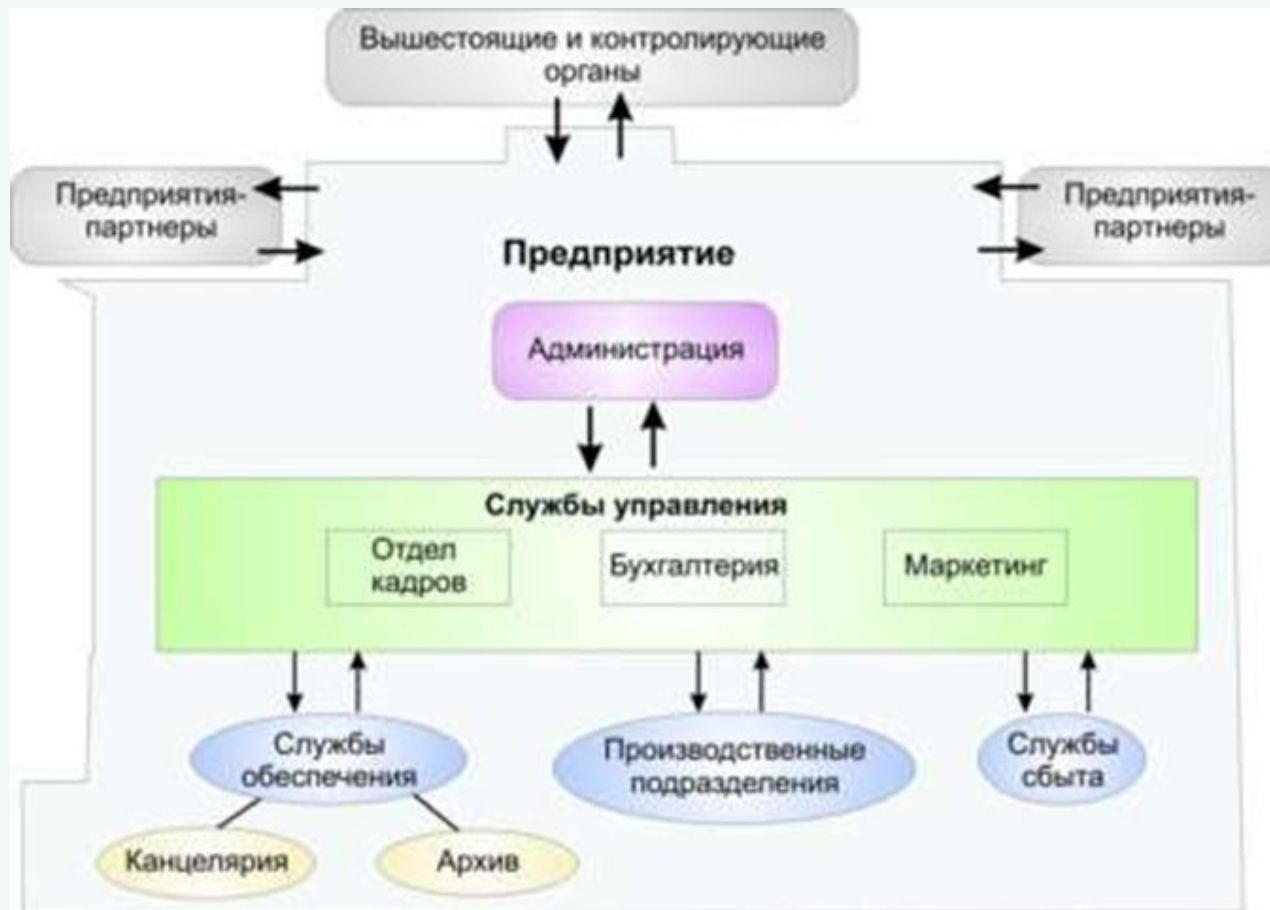 Вышестоящие и контролирующие
органы
Предприятия-
партнеры
Предприятия-
партнеры
Предприятие
Администрация
Службы управления
Отдел
кадров
Бухгалтерия
Маркетинг
Службы
обеспечения
Производственные
подразделения
Службы
сбыта
Канцелярия
Архив